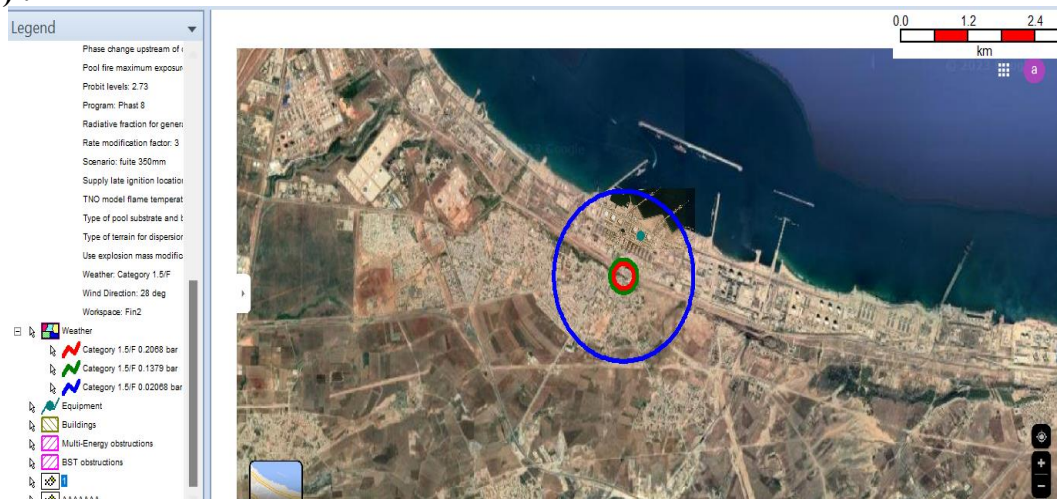 Legend
Phase change upstream of
Pool fire maximum exposur
Probit levels: 2.73
Program: Phast 8
Radiative fraction for genera
Rate modification factor: 3
Scenario: fuite 350mm
Supply late ignition location
TNO model flame temperat
Type of pool substrate and b
Type of terrain for dispersion
Use explosion mass modific
Weather: Category 1.5/F
Wind Direction: 28 deg
Workspace: Fin2
Weather
Category 1.5/F 0.2068 bar
Category 1.5/F 0.1379 bar
Category 1.5/F 0.02068 bar
Equipment
Buildings
Multi-Energy obstructions
BST obstructions
1
0.0 1.2 2.4
km
a